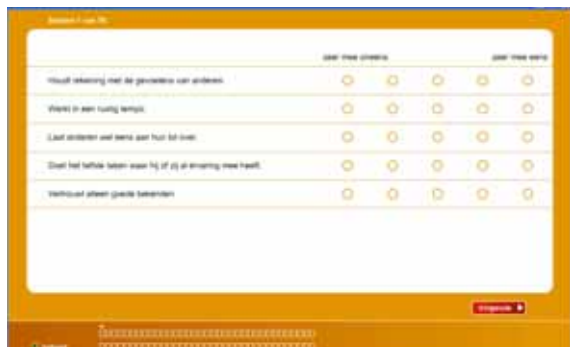 zeer mee oneens zeer mee eens
Houdt rekening met de gevoelens van anderen.
Werkt in een rustig tempo.
Laat anderen wel eens aan hun lot over.
Doet het liefste taken waar hij of zij al ervaring mee heeft.
Vertrouwt alleen goede bekenden
Volgende